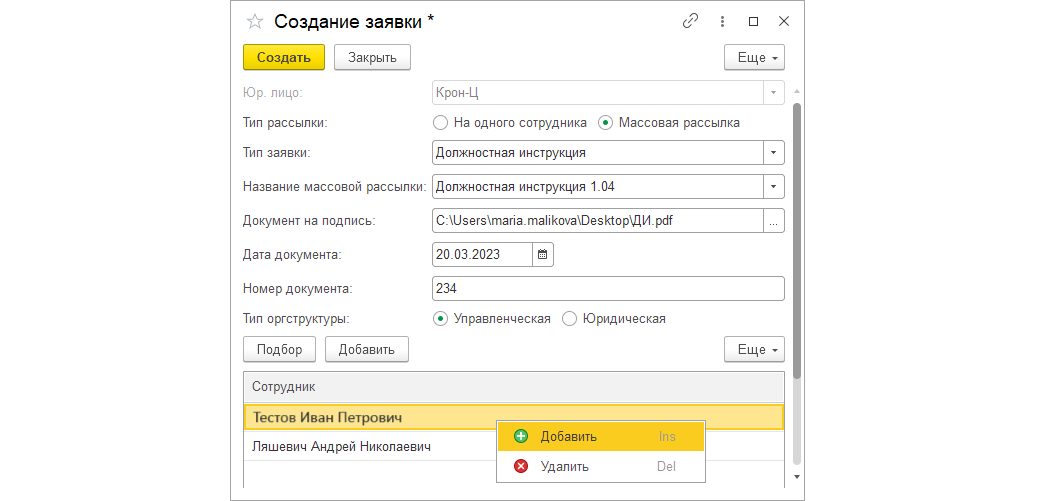 Создание заявки *
Создать Закрыть Еще
Юр. лицо: Крон-Ц
Тип рассылки: На одного сотрудника Массовая рассылка
Тип заявки: Должностная инструкция
Название массовой рассылки: Должностная инструкция 1.04
Документ на подпись: C:\Users\maria.malikova\Desktop\ДИ.pdf ...
Дата документа: 20.03.2023
Номер документа: 234
Тип оргструктуры: Управленческая Юридическая
Подбор Добавить Еще
Сотрудник
Тестов Иван Петрович
Добавить Ins
Ляшевич Андрей Николаевич
Удалить Del